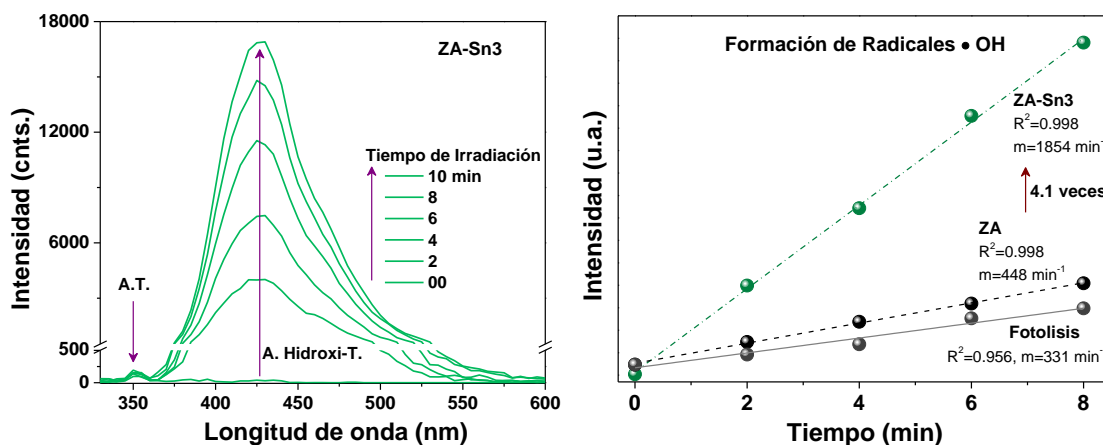 18000
12000
6000
500
0
Intensidad (cnts.)
ZA-Sn3
Tiempo de Irradiación
10 min
8
6
4
2
00
A.T.
A. Hidroxi-T.
350 400 450 500 550 600
Longitud de onda (nm)
Intensidad (u.a.)
Formación de Radicales • OH
ZA-Sn3
R²=0.998
m=1854 min⁻¹
4.1 veces
ZA
R²=0.998
m=448 min⁻¹
Fotolisis
R²=0.956, m=331 min⁻¹
0 2 4 6 8
Tiempo (min)